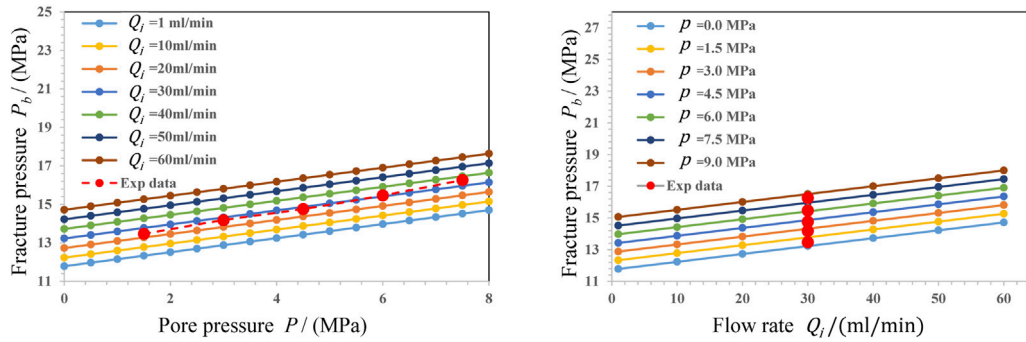 25
23
21
19
17
15
13
11
Fracture pressure P_b / (MPa)
Q_i =1 ml/min
Q_i =10ml/min
Q_i =20ml/min
Q_i =30ml/min
Q_i =40ml/min
Q_i =50ml/min
Q_i =60ml/min
Exp data
0 2 4 6 8
Pore pressure P / (MPa)
27
25
23
21
19
17
15
13
11
Fracture pressure P_b / (MPa)
p =0.0 MPa
p =1.5 MPa
p =3.0 MPa
p =4.5 MPa
p =6.0 MPa
p =7.5 MPa
p =9.0 MPa
Exp data
0 10 20 30 40 50 60
Flow rate Q_i/(ml/min)